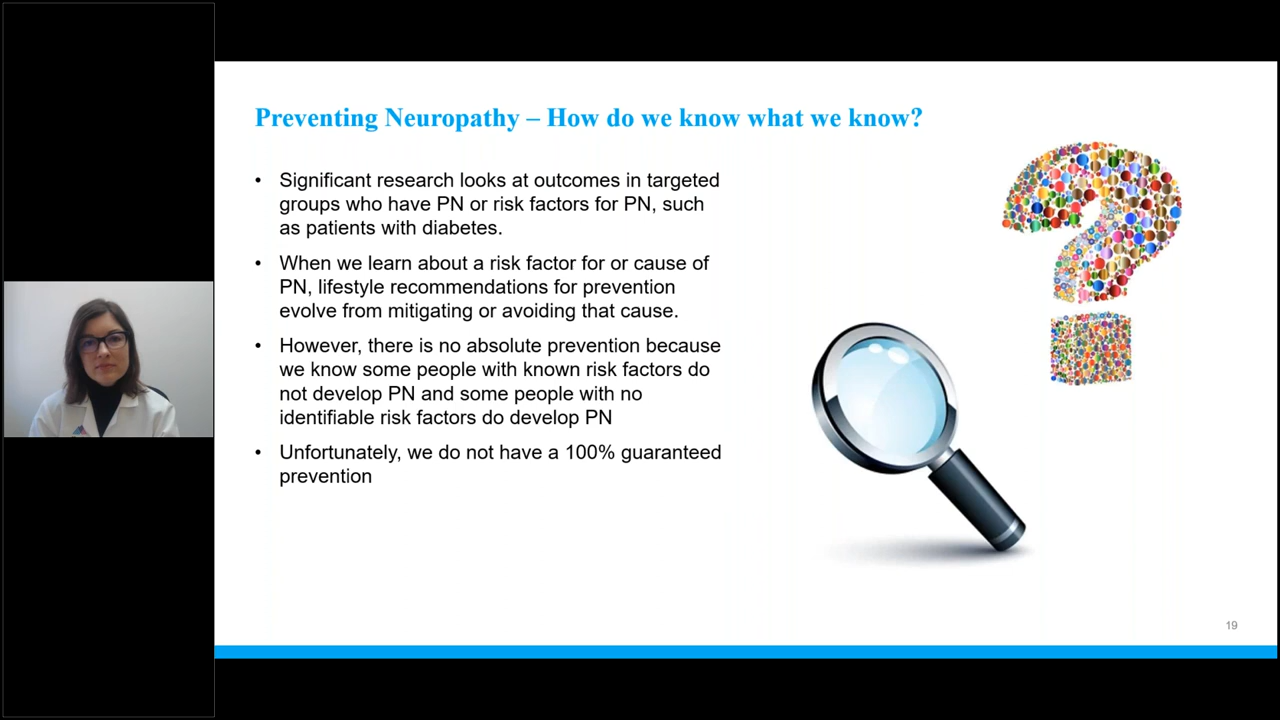 Preventing Neuropathy – How do we know what we know?
• Significant research looks at outcomes in targeted
groups who have PN or risk factors for PN, such
as patients with diabetes.
• When we learn about a risk factor for or cause of
PN, lifestyle recommendations for prevention
evolve from mitigating or avoiding that cause.
• However, there is no absolute prevention because
we know some people with known risk factors do
not develop PN and some people with no
identifiable risk factors do develop PN
• Unfortunately, we do not have a 100% guaranteed
prevention
19